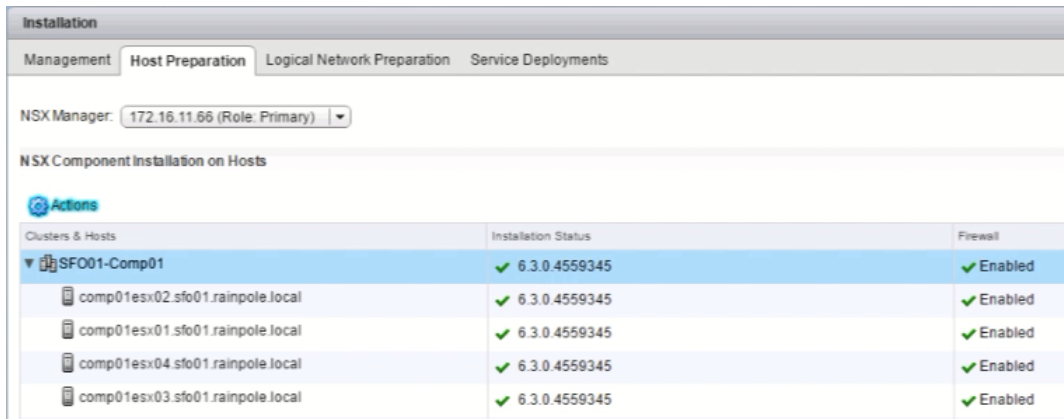 Installation
Management Host Preparation Logical Network Preparation Service Deployments
NSX Manager: 172.16.11.66 (Role: Primary)
NSX Component Installation on Hosts
Actions
Clusters & Hosts Installation Status Firewall
SFO01-Comp01 6.3.0.4559345 Enabled
comp01esx02.sfo01.rainpole.local 6.3.0.4559345 Enabled
comp01esx01.sfo01.rainpole.local 6.3.0.4559345 Enabled
comp01esx04.sfo01.rainpole.local 6.3.0.4559345 Enabled
comp01esx03.sfo01.rainpole.local 6.3.0.4559345 Enabled